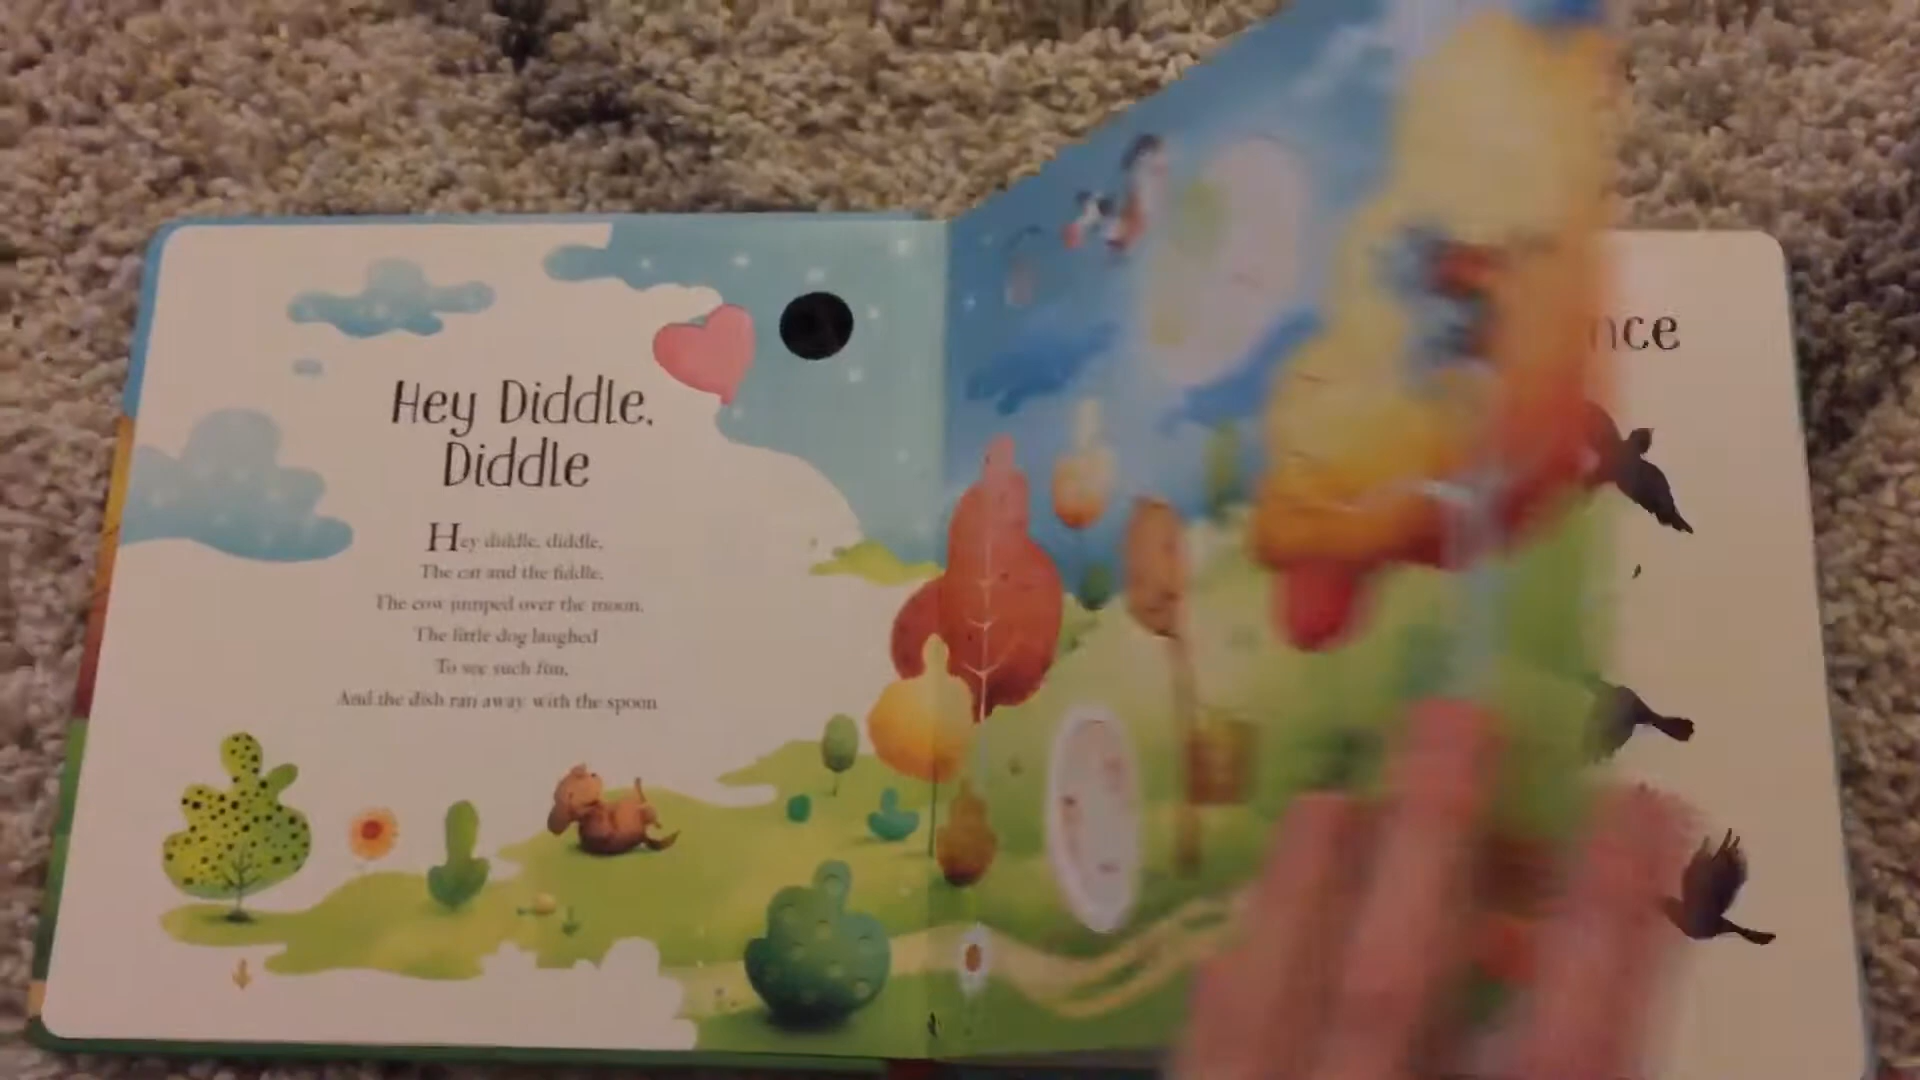 Hey Diddle,
Diddle
Hey diddle, diddle,
The cat and the fiddle,
The cow jumped over the moon,
The little dog laughed
To see such fun,
And the dish ran away with the spoon
nce